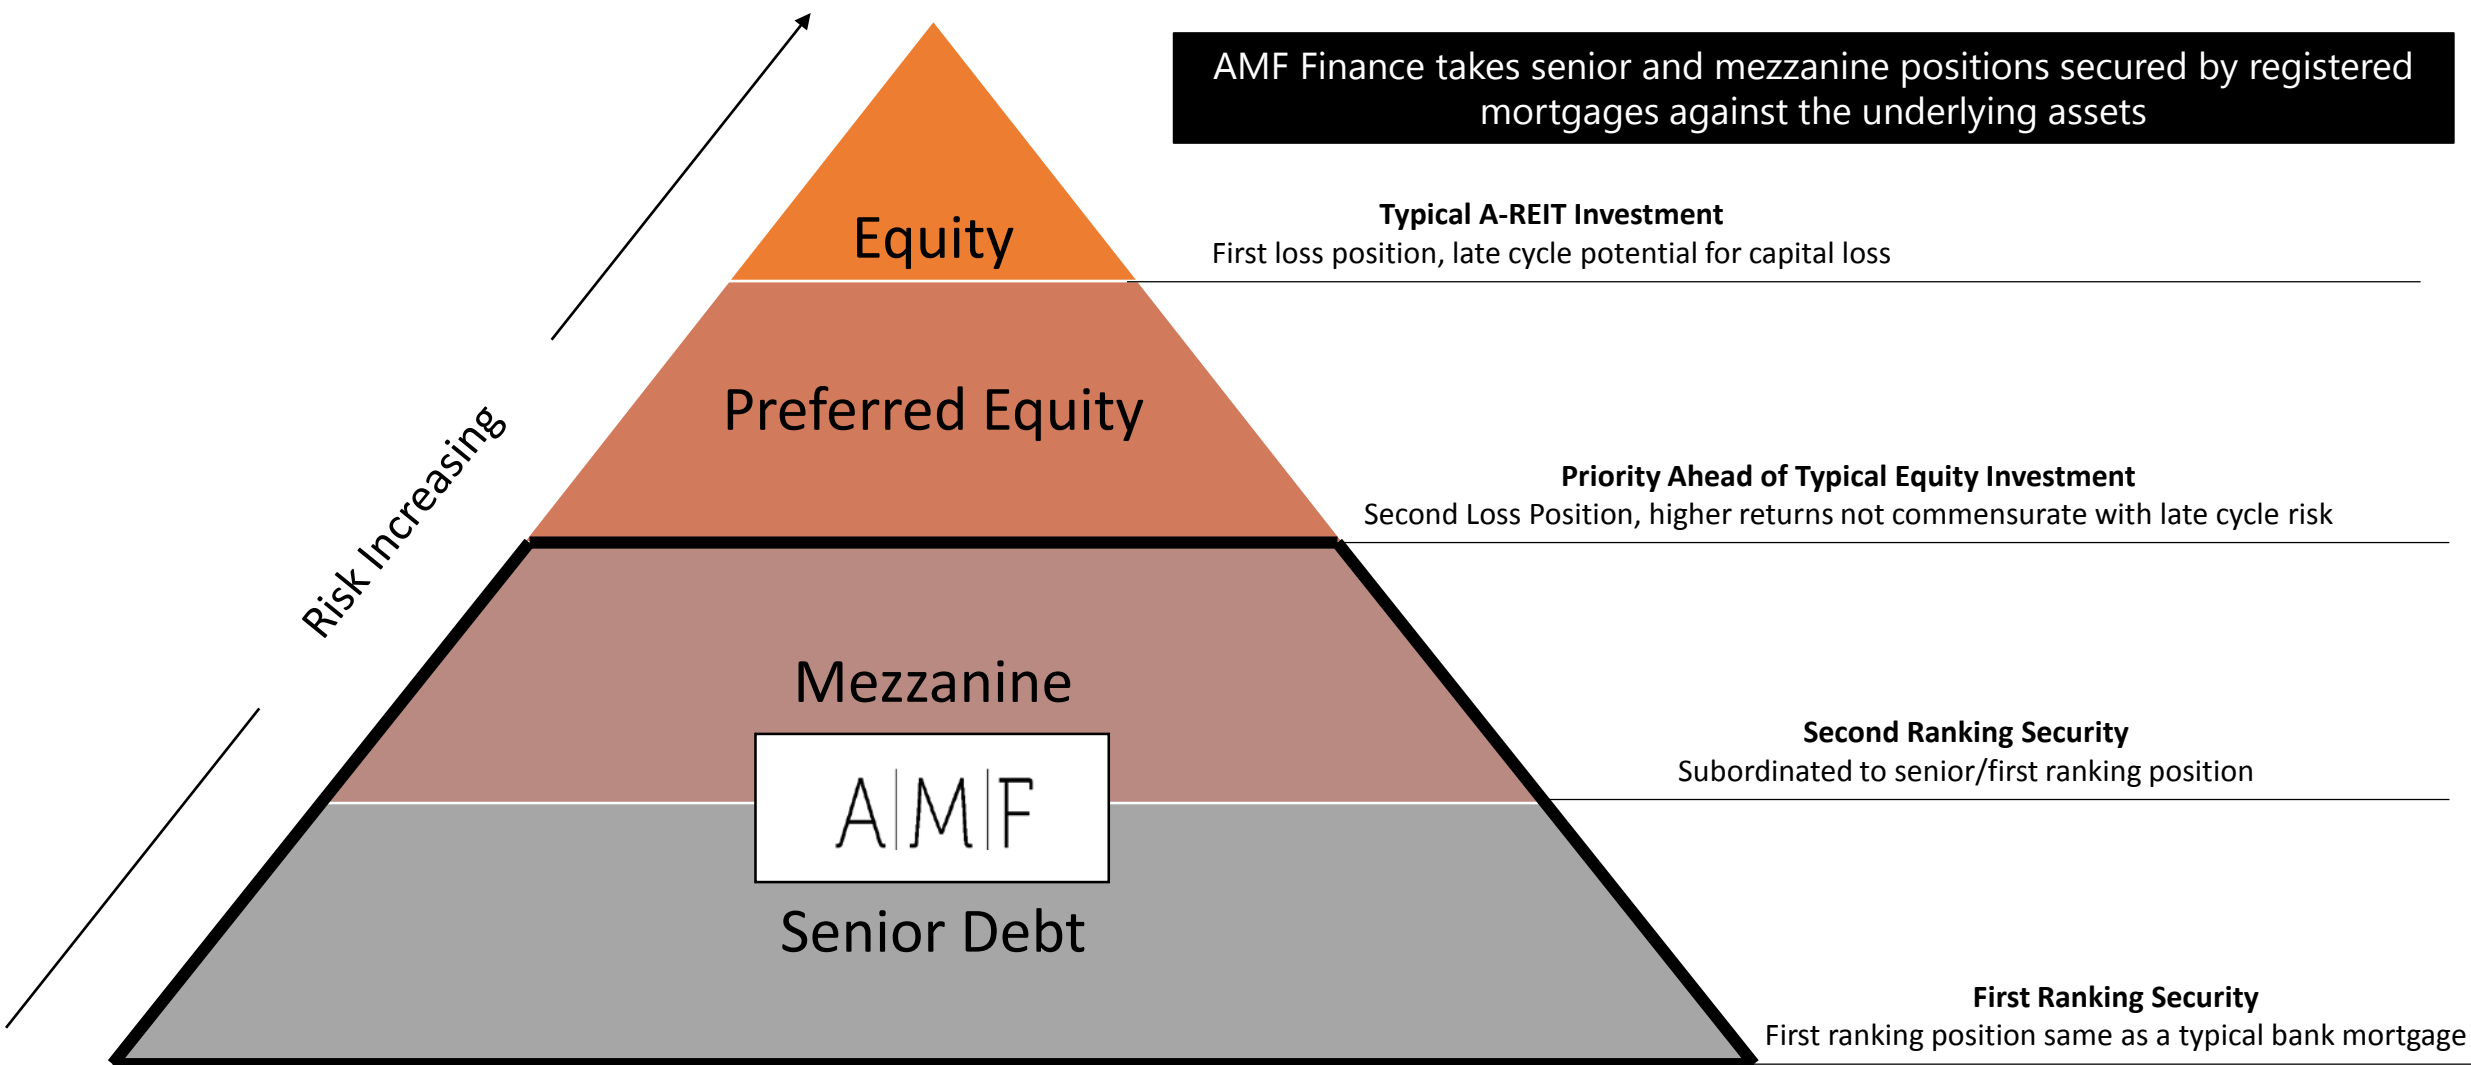 AMF Finance takes senior and mezzanine positions secured by registered
mortgages against the underlying assets
Equity
Typical A-REIT Investment
First loss position, late cycle potential for capital loss
Preferred Equity
Priority Ahead of Typical Equity Investment
Second Loss Position, higher returns not commensurate with late cycle risk
Risk Increasing
Mezzanine
Second Ranking Security
Subordinated to senior/first ranking position
A|M|F
Senior Debt
First Ranking Security
First ranking position same as a typical bank mortgage